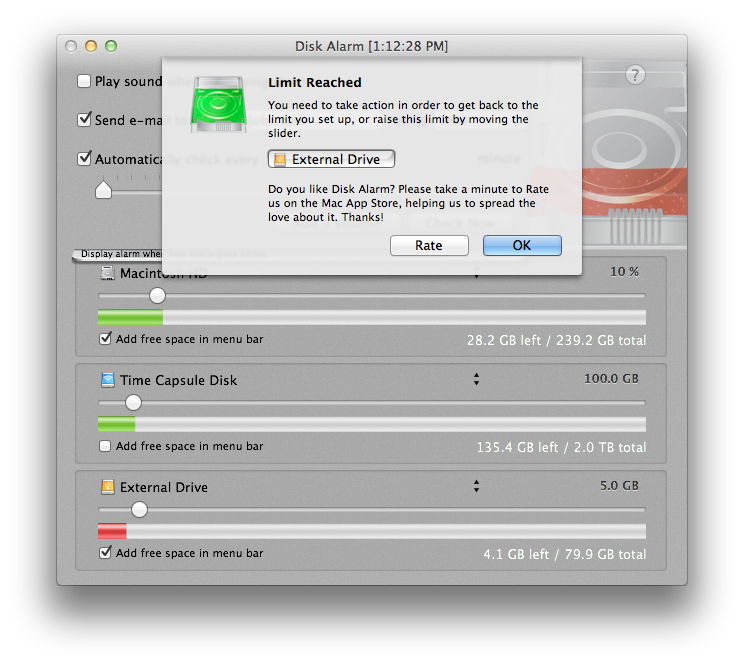 Disk Alarm [1:12:28 PM]
Limit Reached
?
Play sound
You need to take action in order to get back to the
limit you set up, or raise this limit by moving the
slider.
Send e-mail
External Drive
Automatically check every minute
Do you like Disk Alarm? Please take a minute to Rate
us on the Mac App Store, helping us to spread the
love about it. Thanks!
Rate
OK
Display alarm when
Macintosh HD
10 %
Add free space in menu bar
28.2 GB left / 239.2 GB total
Time Capsule Disk
100.0 GB
Add free space in menu bar
135.4 GB left / 2.0 TB total
External Drive
5.0 GB
Add free space in menu bar
4.1 GB left / 79.9 GB total